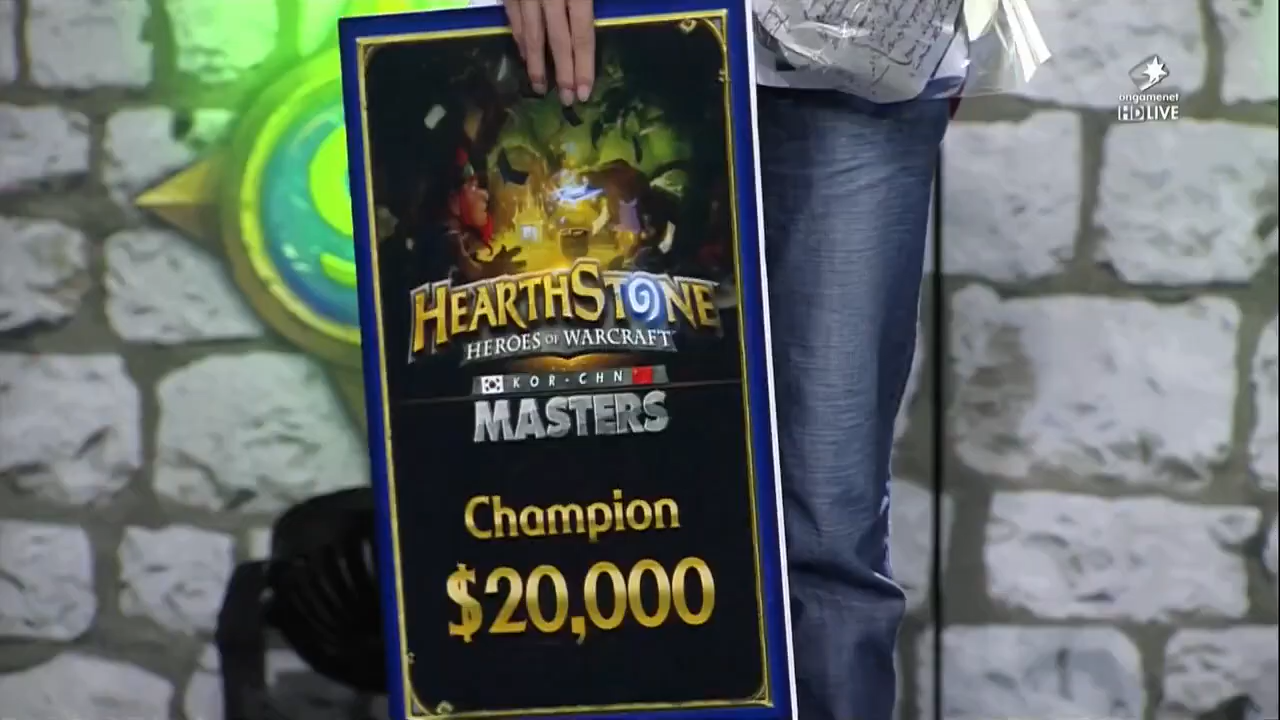 ongamenet
HD LIVE
HEARTHSTONE
HEROES OF WARCRAFT
KOR-CHN
MASTERS
Champion
$20,000